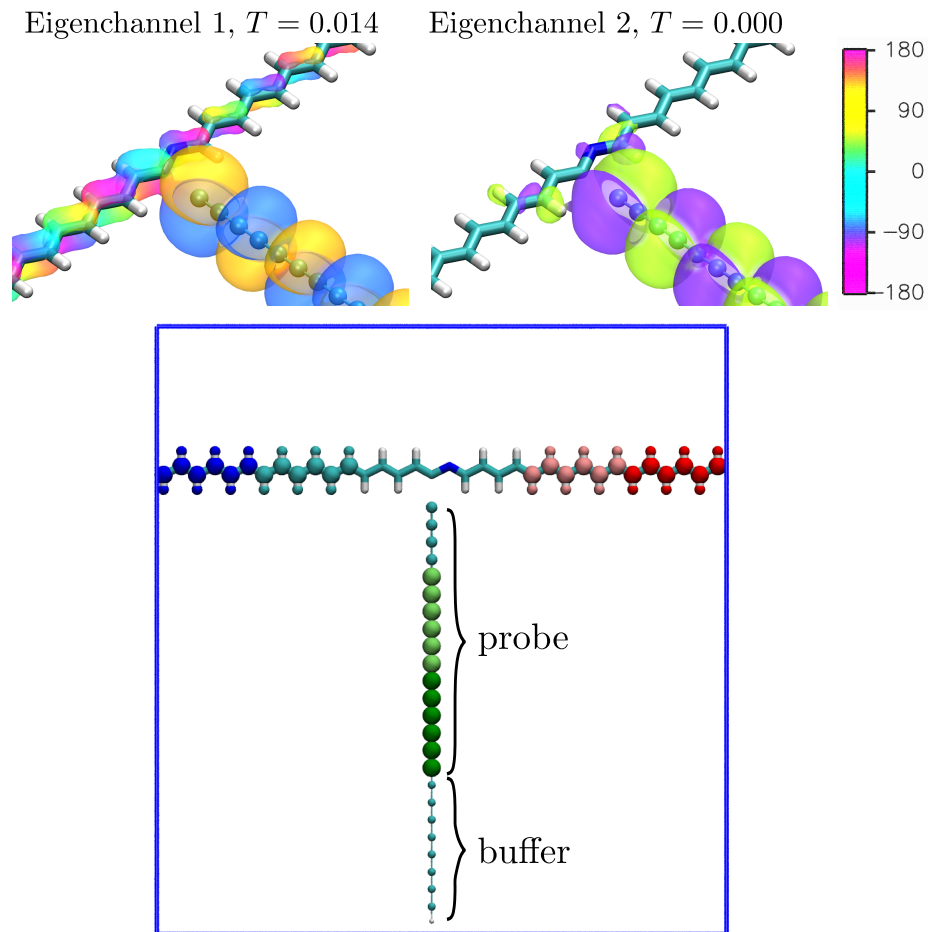 Eigenchannel 1, T = 0.014
Eigenchannel 2, T = 0.000
180
90
0
−90
−180
probe
buffer